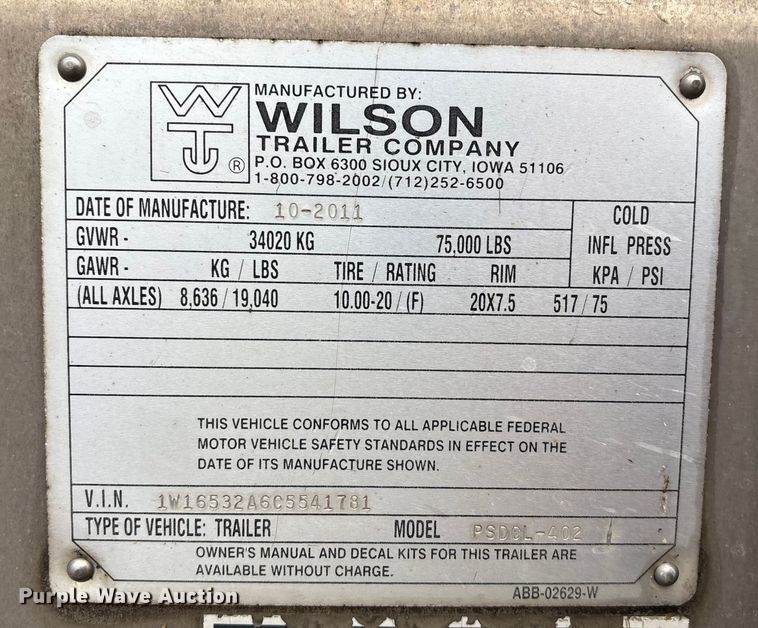 WT ®
MANUFACTURED BY:
WILSON
TRAILER COMPANY
P.O. BOX 6300 SIOUX CITY, IOWA 51106
1-800-798-2002/(712)252-6500
DATE OF MANUFACTURE: 10-2011
COLD
INFL PRESS
KPA / PSI
GVWR - 34020 KG 75,000 LBS
GAWR - KG / LBS TIRE / RATING RIM
(ALL AXLES) 8,636 / 19,040 10.00-20 / (F) 20X7.5 517 / 75
THIS VEHICLE CONFORMS TO ALL APPLICABLE FEDERAL
MOTOR VEHICLE SAFETY STANDARDS IN EFFECT ON THE
DATE OF ITS MANUFACTURE SHOWN.
V.I.N. 1W16532A6C5541781
TYPE OF VEHICLE: TRAILER MODEL PSDCL-402
OWNER'S MANUAL AND DECAL KITS FOR THIS TRAILER ARE
AVAILABLE WITHOUT CHARGE.
ABB-02629-W
Purple Wave Auction